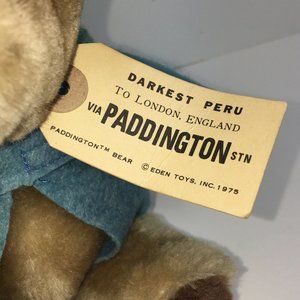 DARKEST PERU
TO LONDON, ENGLAND
VIA PADDINGTON STN
PADDINGTON™ BEAR © EDEN TOYS, INC. 1975